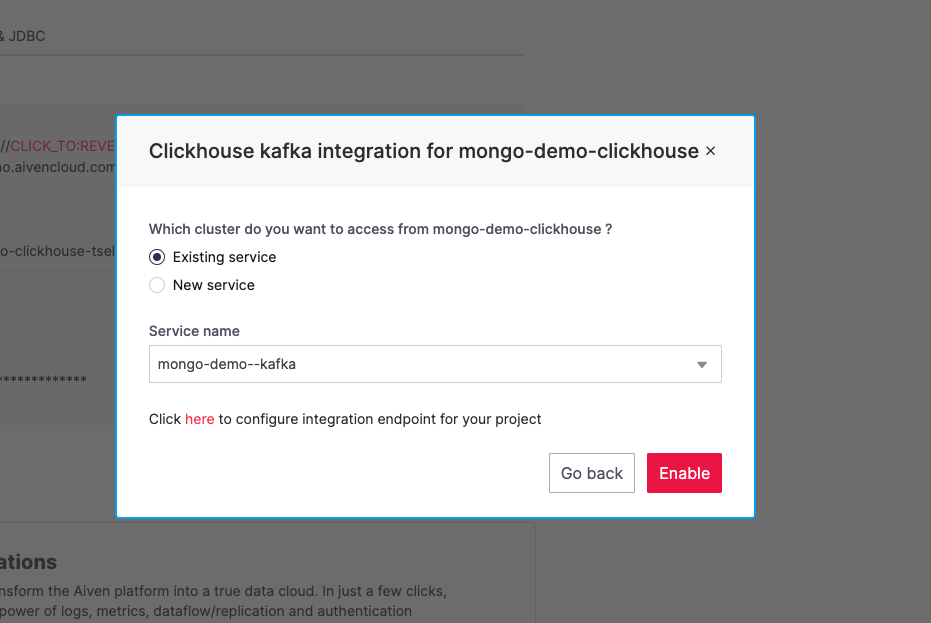 & JDBC
//CLICK_TO:REVE
no.aivencloud.com
o-clickhouse-tsel
*************
Clickhouse kafka integration for mongo-demo-clickhouse ×
Which cluster do you want to access from mongo-demo-clickhouse ?
Existing service
New service
Service name
mongo-demo--kafka
Click here to configure integration endpoint for your project
Go back Enable
ations
nsform the Aiven platform into a true data cloud. In just a few clicks,
power of logs, metrics, dataflow/replication and authentication